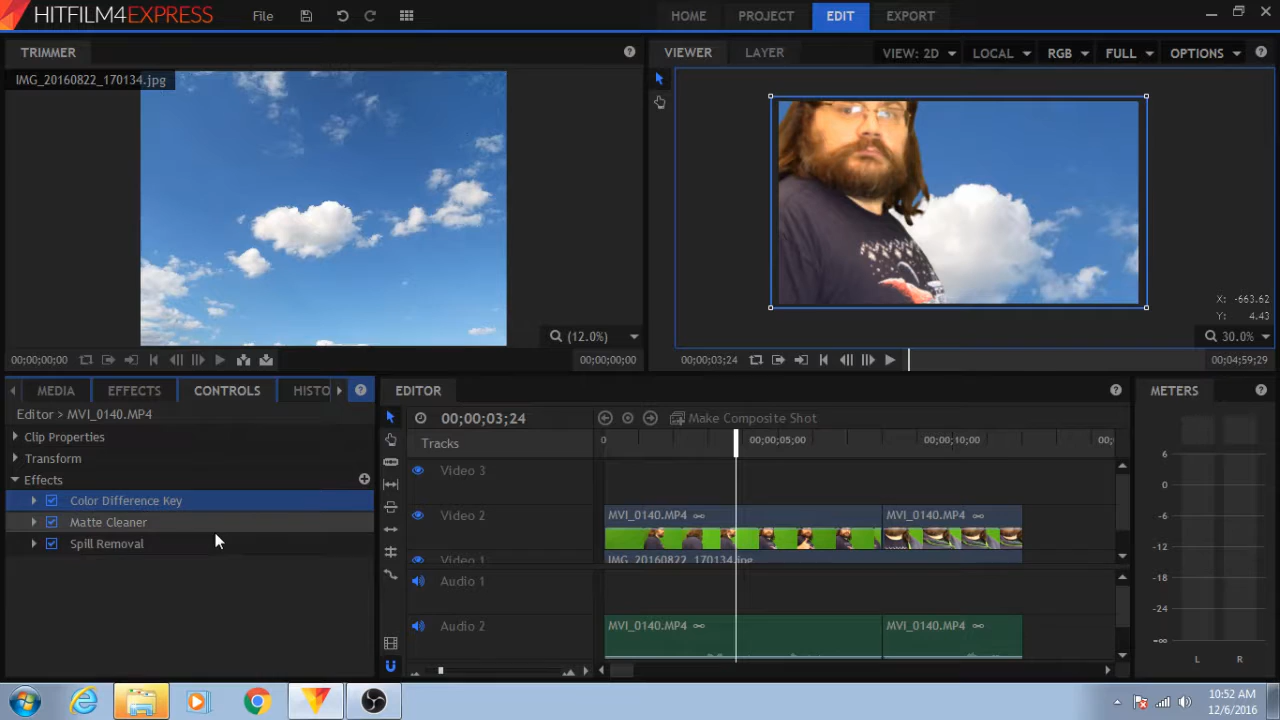 HITFILM4EXPRESS File HOME PROJECT EDIT EXPORT
TRIMMER
IMG_20160822_170134.jpg
(12.0%)
00;00;00;00 00;00;00;00
VIEWER LAYER VIEW: 2D LOCAL RGB FULL OPTIONS
X: -663.62
Y: 4.43
30.0%
00;00;03;24 00;04;59;29
MEDIA EFFECTS CONTROLS HISTO
Editor > MVI_0140.MP4
Clip Properties
Transform
Effects
Color Difference Key
Matte Cleaner
Spill Removal
EDITOR
00;00;03;24 Make Composite Shot
Tracks 0 00;00;05;00 00;00;10;00 00;
Video 3
Video 2 MVI_0140.MP4 MVI_0140.MP4
Video 1 IMG_20160822_170134.jpg
Audio 1
Audio 2 MVI_0140.MP4 MVI_0140.MP4
METERS
6
0
-6
-12
-18
-24
-∞
L R
10:52 AM
12/6/2016